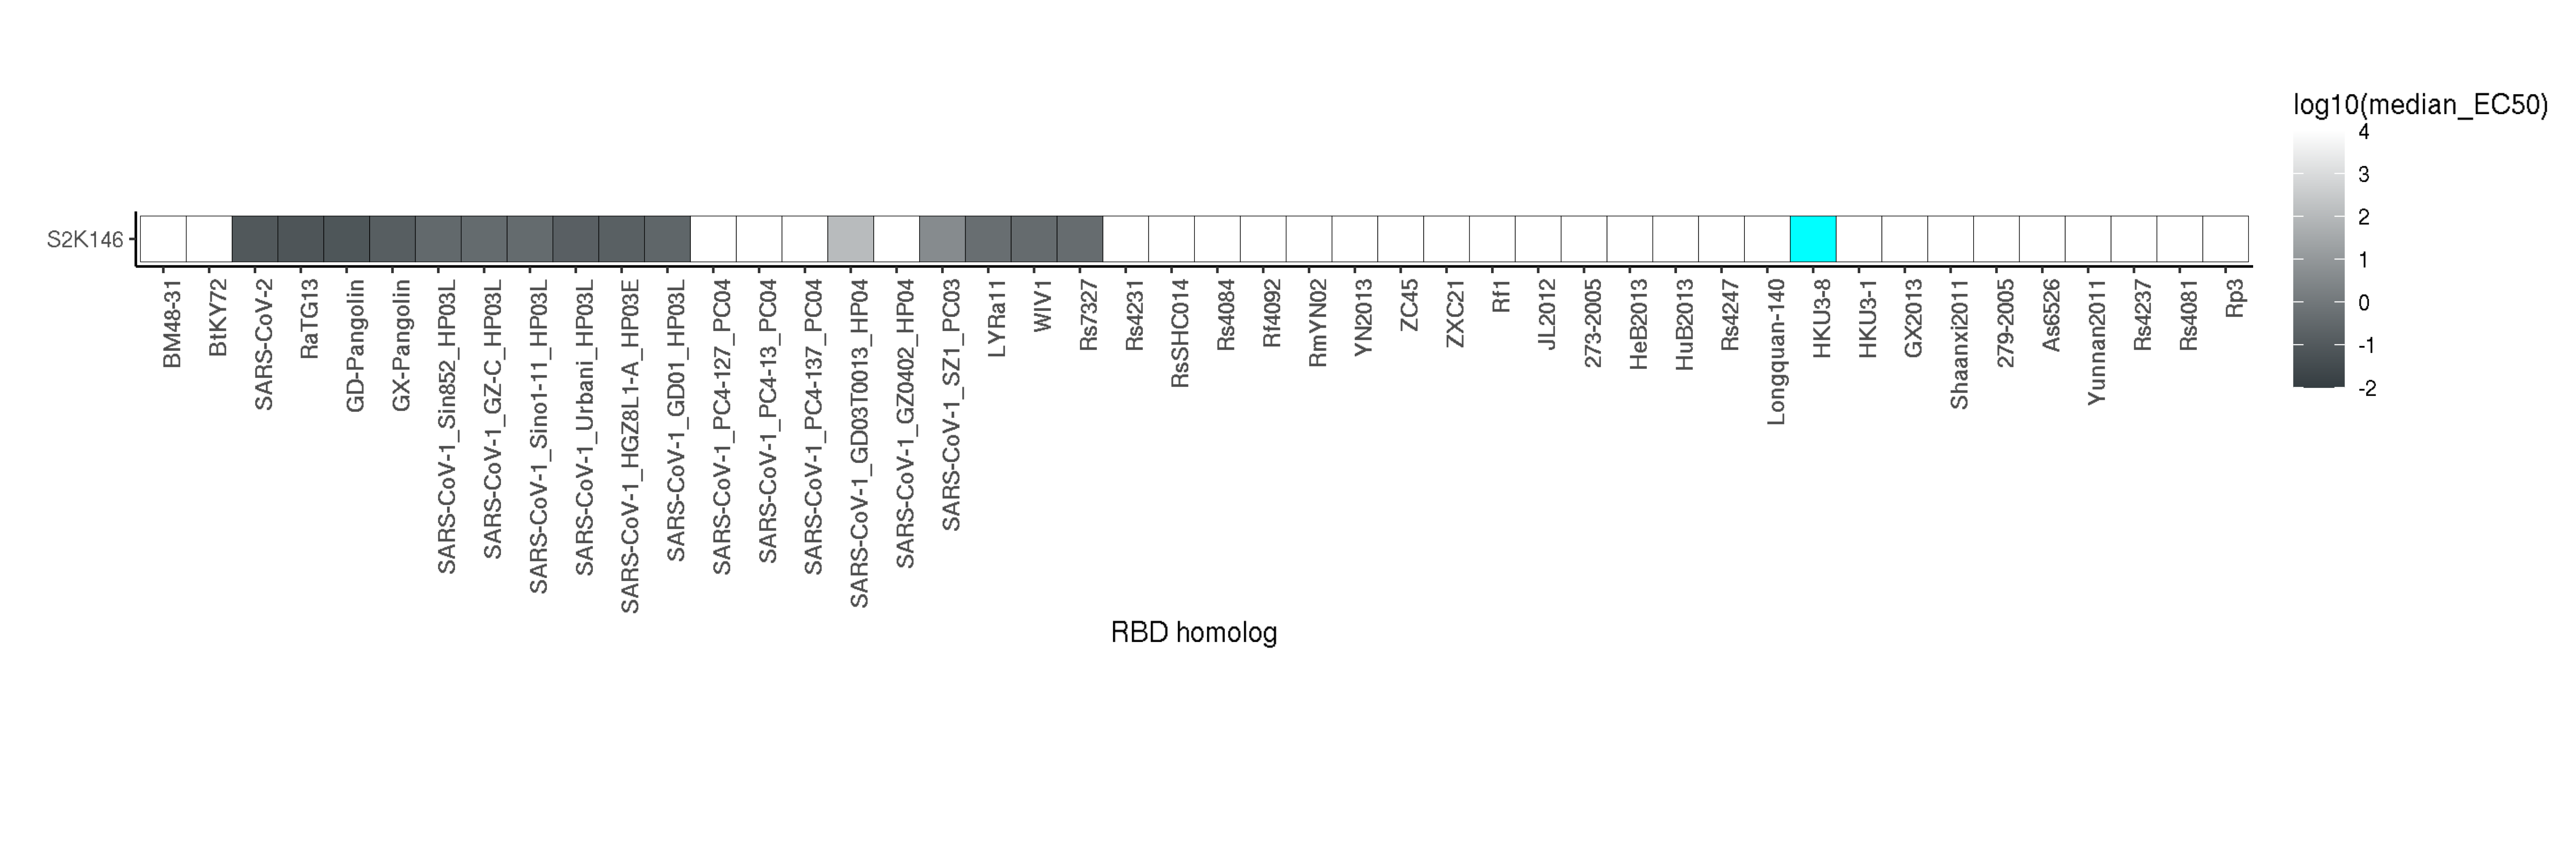 log10(median_EC50)
4
3
2
1
0
-1
-2
S2K146
BM48-31
BtKY72
SARS-CoV-2
RaTG13
GD-Pangolin
GX-Pangolin
SARS-CoV-1_Sin852_HP03L
SARS-CoV-1_GZ-C_HP03L
SARS-CoV-1_Sino1-11_HP03L
SARS-CoV-1_Urbani_HP03L
SARS-CoV-1_HGZ8L1-A_HP03E
SARS-CoV-1_GD01_HP03L
SARS-CoV-1_PC4-127_PC04
SARS-CoV-1_PC4-13_PC04
SARS-CoV-1_PC4-137_PC04
SARS-CoV-1_GD03T0013_HP04
SARS-CoV-1_GZ0402_HP04
SARS-CoV-1_SZ1_PC03
LYRa11
WIV1
Rs7327
Rs4231
RsSHC014
Rs4084
Rf4092
RmYN02
YN2013
ZC45
ZXC21
Rf1
JL2012
273-2005
HeB2013
HuB2013
Rs4247
Longquan-140
HKU3-8
HKU3-1
GX2013
Shaanxi2011
279-2005
As6526
Yunnan2011
Rs4237
Rs4081
Rp3
RBD homolog